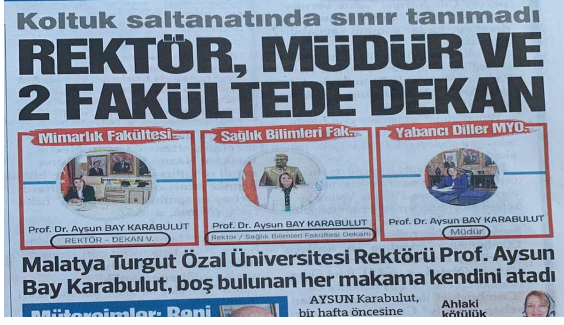 Koltuk saltanatında sınır tanımadı
REKTÖR, MÜDÜR VE
2 FAKÜLTEDE DEKAN
Mimarlık Fakültesi.
Sağlık Bilimleri Fak.
Yabancı Diller MYO.
Prof. Dr. Aysun BAY KARABULUT
REKTÖR - DEKAN V.
Prof. Dr. Aysun BAY KARABULUT
Rektör / Sağlık Bilimleri Fakültesi Dekanı
Prof. Dr. Aysun BAY KARABULUT
Müdür
Malatya Turgut Özal Üniversitesi Rektörü Prof. Aysun
Bay Karabulut, boş bulunan her makama kendini atadı
Mütercimler: Beni
AYSUN Karabulut,
bir hafta öncesine
Ahlaki
kötülük